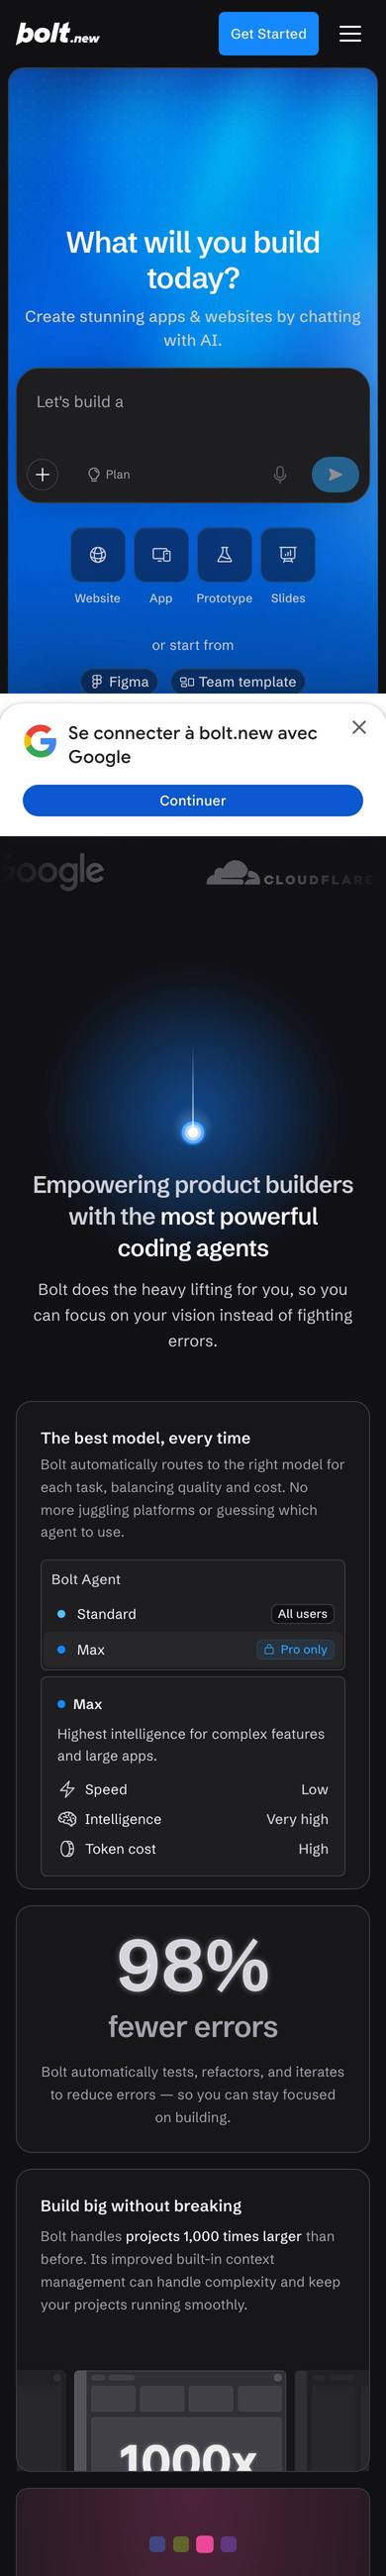 bolt.new
Get Started
What will you build
today?
Create stunning apps & websites by chatting
with AI.
Let's build a
Plan
Website App Prototype Slides
or start from
Figma Team template
Se connecter à bolt.new avec
Google
Continuer
Google CLOUDFLARE
Empowering product builders
with the most powerful
coding agents
Bolt does the heavy lifting for you, so you
can focus on your vision instead of fighting
errors.
The best model, every time
Bolt automatically routes to the right model for
each task, balancing quality and cost. No
more juggling platforms or guessing which
agent to use.
Bolt Agent
Standard All users
Max Pro only
Max
Highest intelligence for complex features
and large apps.
Speed Low
Intelligence Very high
Token cost High
98%
fewer errors
Bolt automatically tests, refactors, and iterates
to reduce errors — so you can stay focused
on building.
Build big without breaking
Bolt handles projects 1,000 times larger than
before. Its improved built-in context
management can handle complexity and keep
your projects running smoothly.
1000x